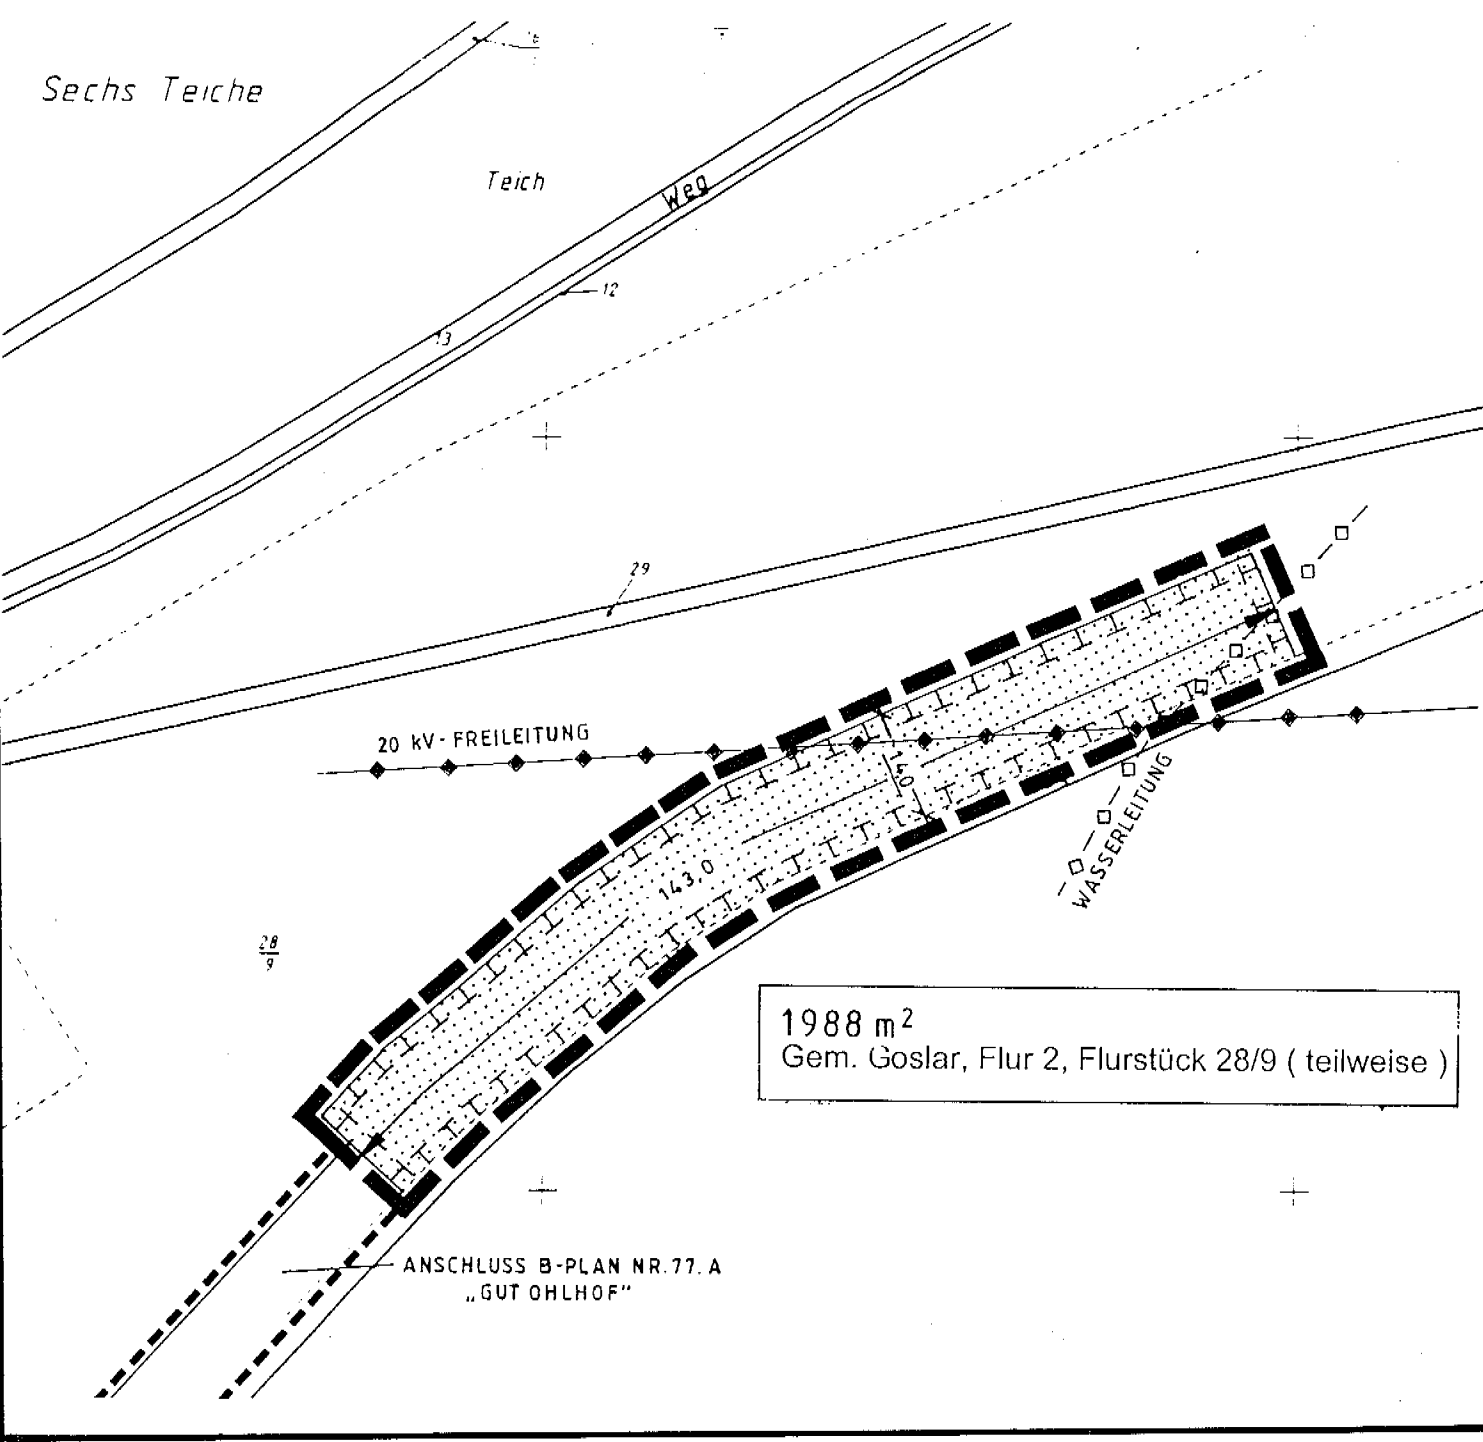 Sechs Teiche
Teich
Weg
12
13
29
20 kV-FREILEITUNG
14,0
143,0
WASSERLEITUNG
28
9
1988 m²
Gem. Goslar, Flur 2, Flurstück 28/9 ( teilweise )
ANSCHLUSS B-PLAN NR.77.A
„GUT OHLHOF"